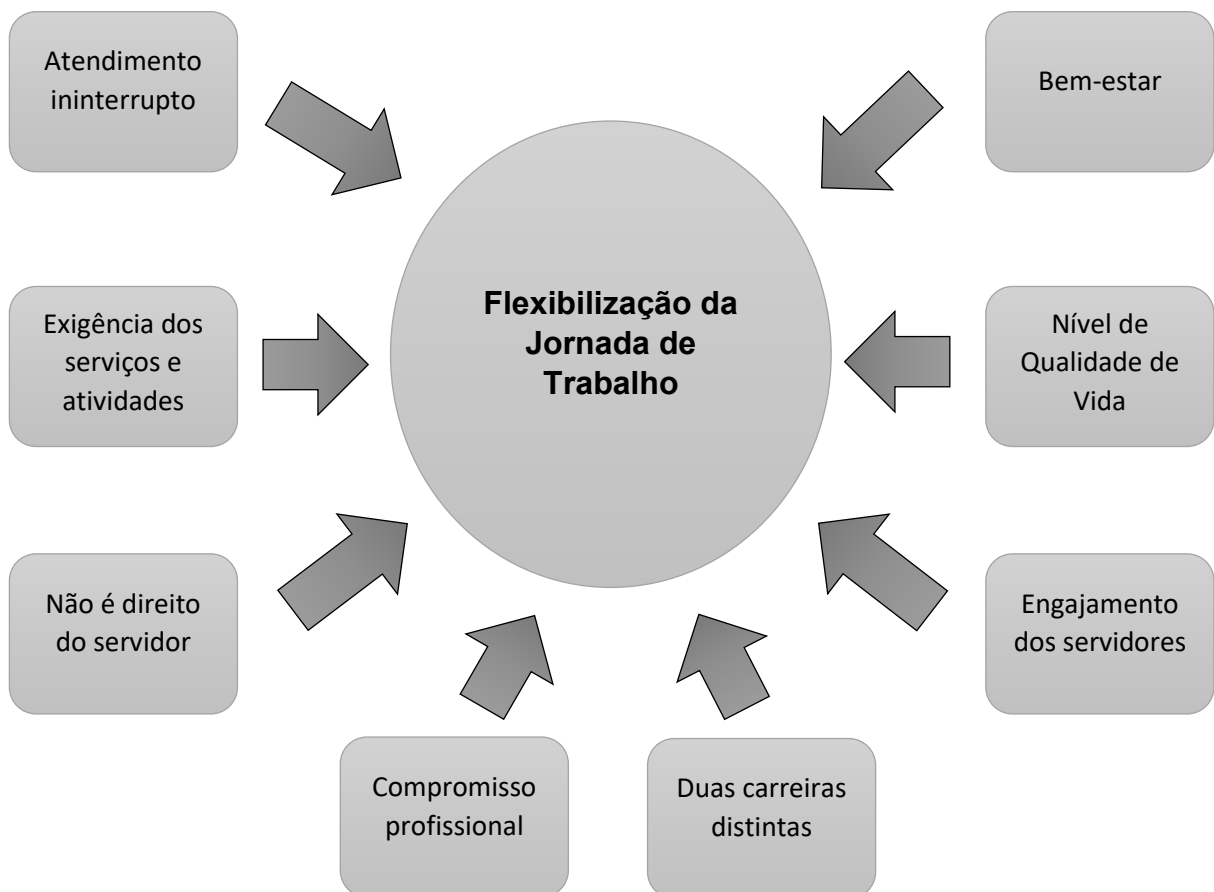 Atendimento
ininterrupto
Bem-estar
Flexibilização da
Jornada de
Trabalho
Exigência dos
serviços e
atividades
Nível de
Qualidade de
Vida
Não é direito
do servidor
Engajamento
dos servidores
Compromisso
profissional
Duas carreiras
distintas